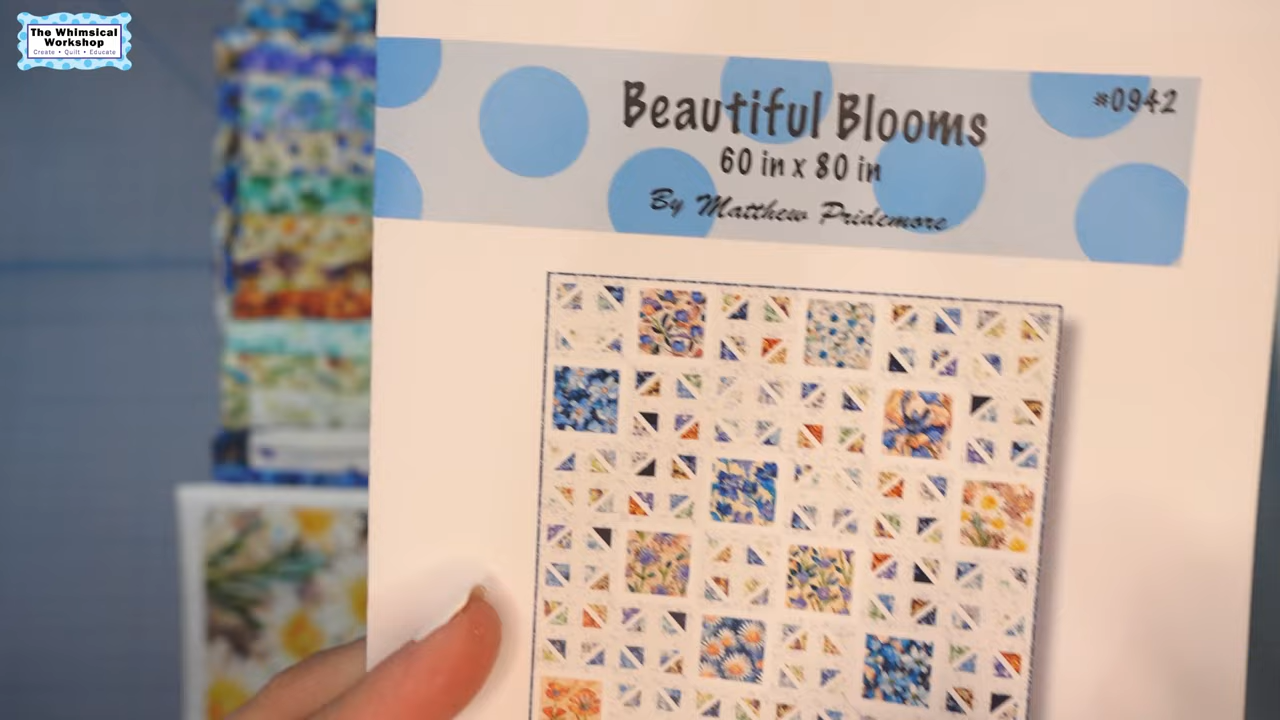 The Whimsical
Workshop
Create • Quilt • Educate
Beautiful Blooms
#0942
60 in x 80 in
By Matthew Pridemore